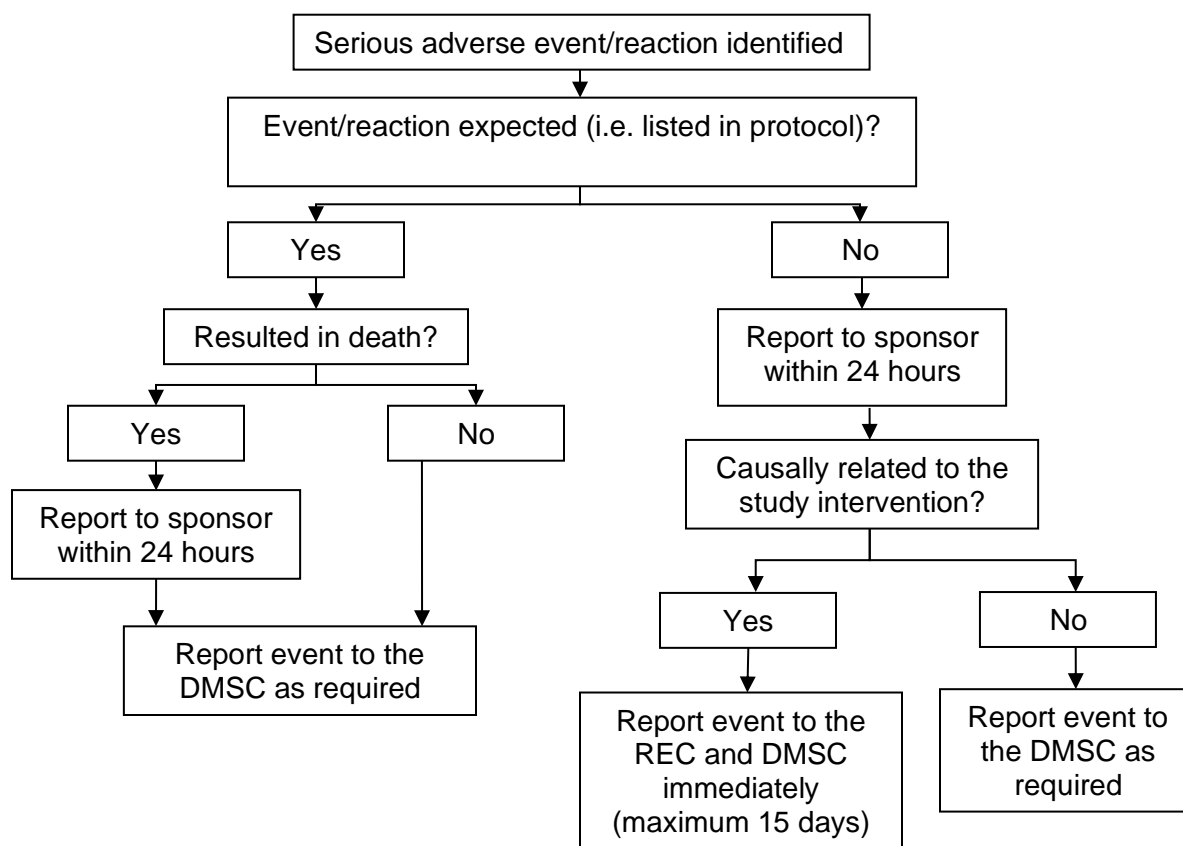 Serious adverse event/reaction identified
Event/reaction expected (i.e. listed in protocol)?
Yes
No
Resulted in death?
Report to sponsor
within 24 hours
Yes
No
Causally related to the
study intervention?
Report to sponsor
within 24 hours
Yes
No
Report event to the
DMSC as required
Report event to the
REC and DMSC
immediately
(maximum 15 days)
Report event to
the DMSC as
required